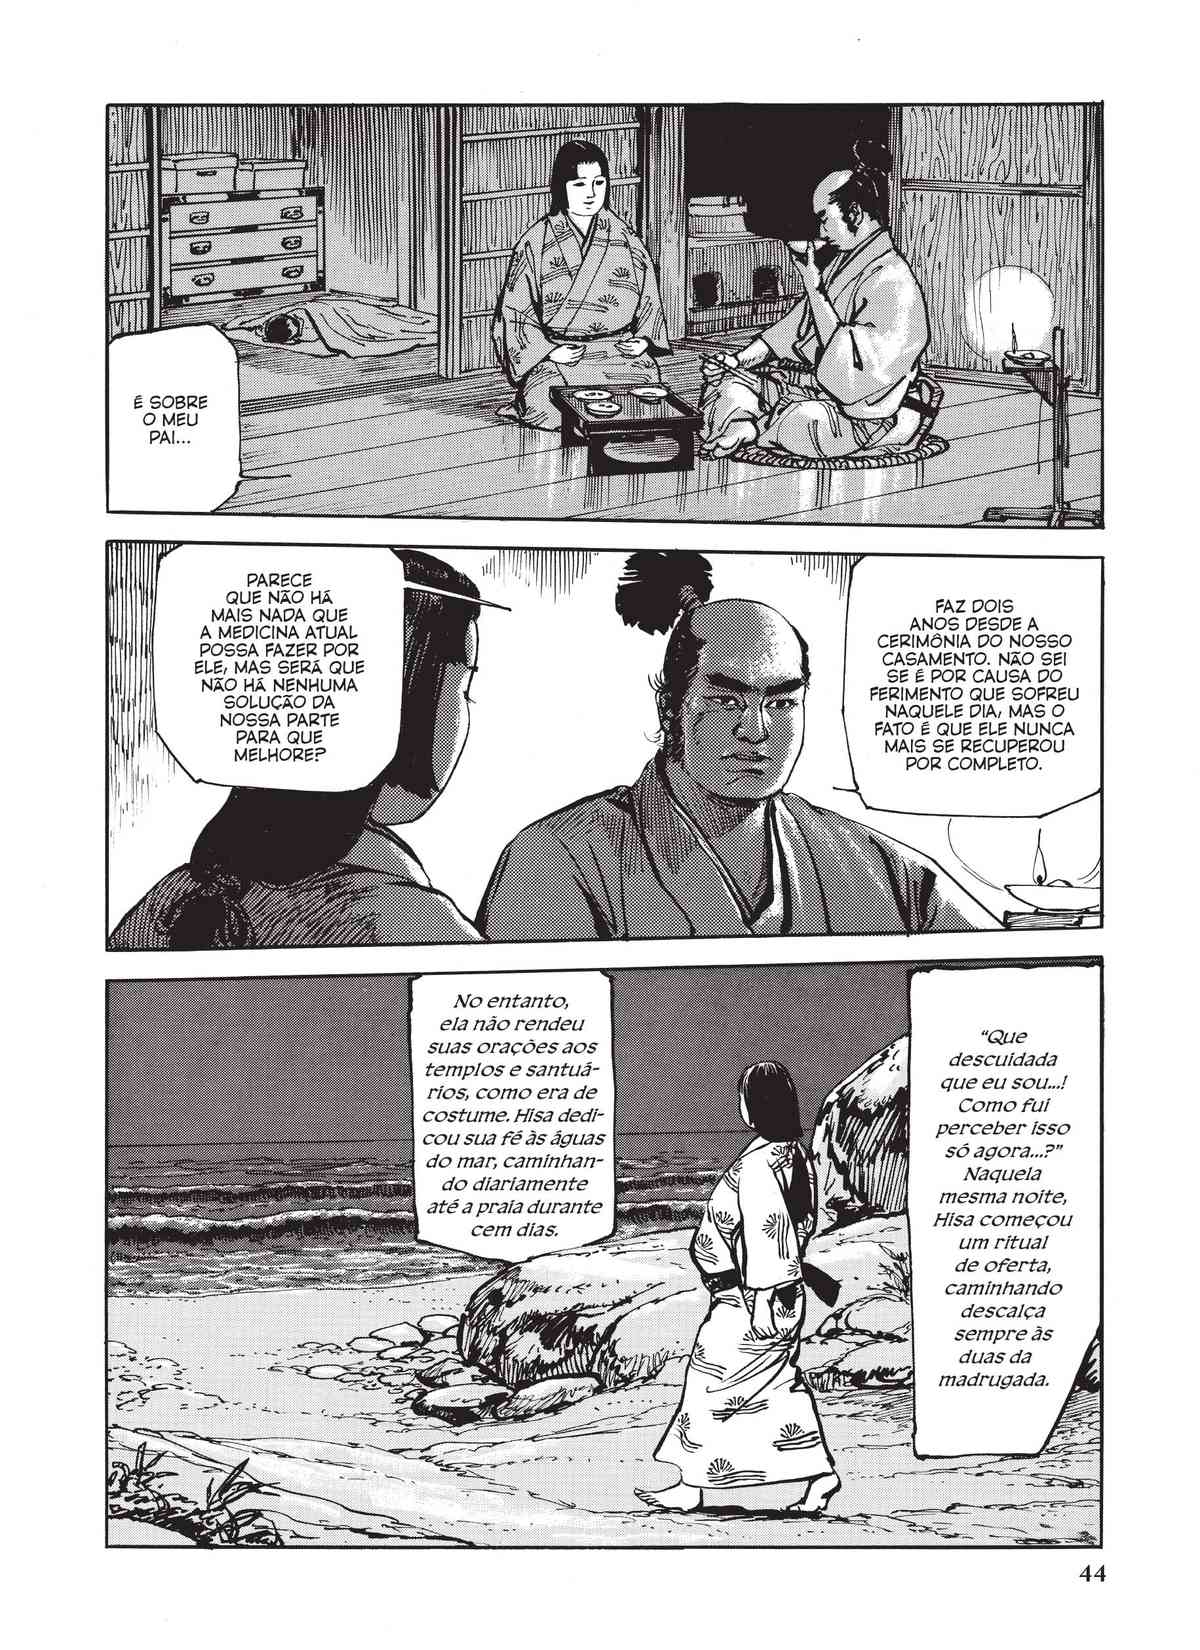 É SOBRE
O MEU
PAI...
FAZ DOIS
ANOS DESDE A
CERIMÔNIA DO NOSSO
CASAMENTO. NÃO SEI
SE É POR CAUSA DO
FERIMENTO QUE SOFREU
NAQUELE DIA, MAS O
FATO É QUE ELE NUNCA
MAIS SE RECUPEROU
POR COMPLETO.
PARECE
QUE NÃO HÁ
MAIS NADA QUE
A MEDICINA ATUAL
POSSA FAZER POR
ELE, MAS SERÁ QUE
NÃO HÁ NENHUMA
SOLUÇÃO DA
NOSSA PARTE
PARA QUE
MELHORE?
“Que
descuidada
que eu sou...!
Como fui
perceber isso
só agora...?”
Naquela
mesma noite,
Hisa começou
um ritual
de oferta,
caminhando
descalça
sempre às
duas da
madrugada.
No entanto,
ela não rendeu
suas orações aos
templos e santuá-
rios, como era de
costume. Hisa dedi-
cou sua fé às águas
do mar, caminhan-
do diariamente
até a praia durante
cem dias.
44